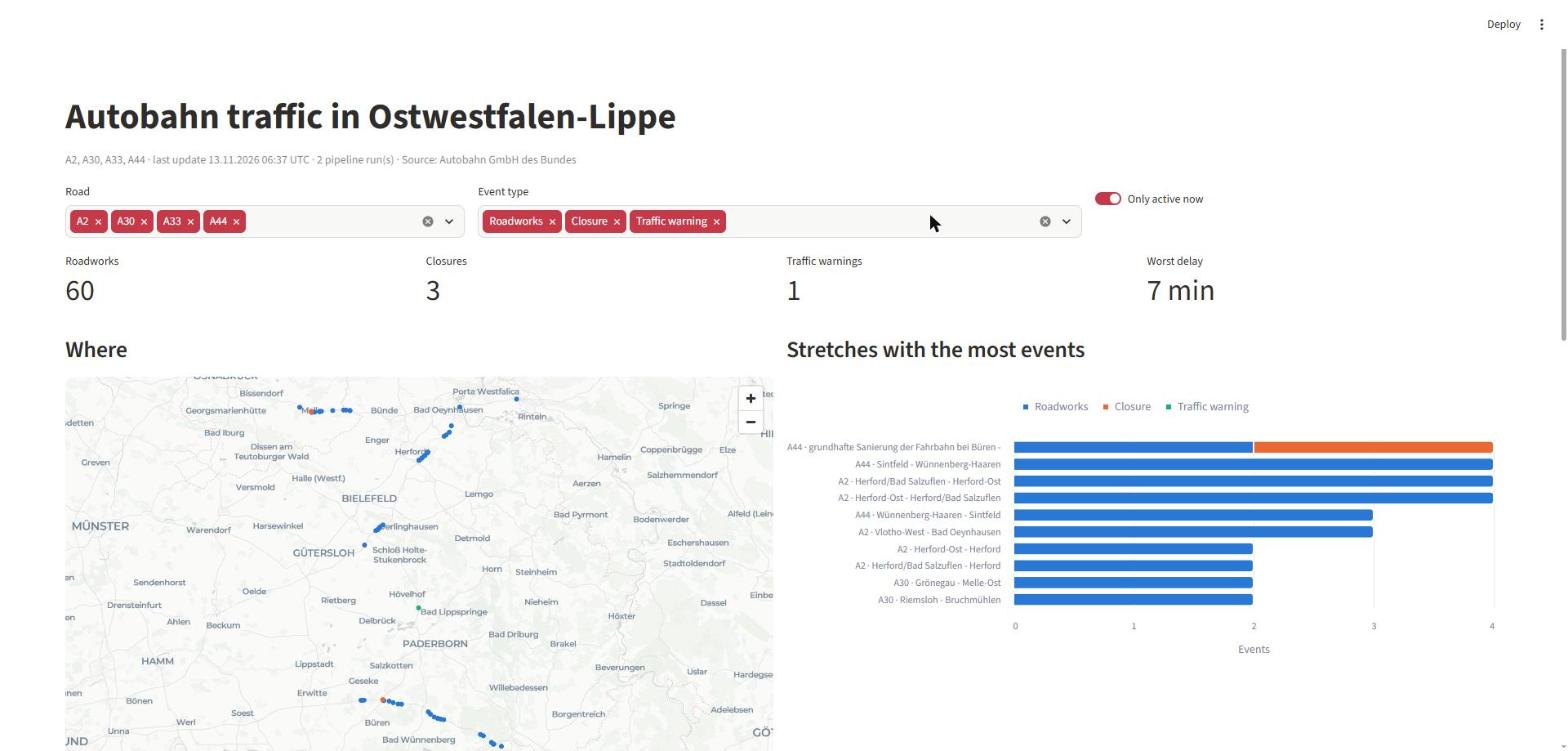 Deploy
Autobahn traffic in Ostwestfalen-Lippe
A2, A30, A33, A44 · last update 13.11.2026 06:37 UTC · 2 pipeline run(s) · Source: Autobahn GmbH des Bundes
Road
Event type
Only active now
A2 × A30 × A33 × A44 ×
Roadworks × Closure × Traffic warning ×
Roadworks
60
Closures
3
Traffic warnings
1
Worst delay
7 min
Where
Bissendorf
Porta Westfalica
Georgsmarienhütte
Bünde
Bad Oeynhausen
Rinteln
Springe
Bad Iburg
Enger
Dissen am
Teutoburger Wald
Herford
Hameln
Coppenbrügge
Elze
Greven
Salzhemmendorf
Halle (Westf.)
Versmold
Aerzen
BIELEFELD
Lemgo
Bad Pyrmont
Bodenwerder
Alfeld (Lein
MÜNSTER
Warendorf
Harsewinkel
Detmold
Eschershausen
GÜTERSLOH
Schloß Holte-
Stukenbrock
Stadtoldendorf
Horn
Steinheim
Sendenhorst
Oelde
Hövelhof
Einbe
Drensteinfurt
Rietberg
Bad Lippspringe
Nieheim
Dassel
Ahlen
Beckum
Delbrück
Höxter
PADERBORN
Bad Driburg
Brakel
HAMM
Lippstadt
Salzkotten
Beverungen
Uslar
Hardegse
Geseke
Bönen
Erwitte
Willebadessen
Soest
Borgentreich
Adelebsen
Werl
Büren
Unna
Bad Wünnenberg
Stretches with the most events
Roadworks Closure Traffic warning
A44 · grundhafte Sanierung der Fahrbahn bei Büren -
A44 · Sintfeld - Wünnenberg-Haaren
A2 · Herford/Bad Salzuflen - Herford-Ost
A2 · Herford-Ost - Herford/Bad Salzuflen
A44 · Wünnenberg-Haaren - Sintfeld
A2 · Vlotho-West - Bad Oeynhausen
A2 · Herford-Ost - Herford
A2 · Herford/Bad Salzuflen - Herford
A30 · Grönegau - Melle-Ost
A30 · Riemsloh - Bruchmühlen
0 1 2 3 4
Events